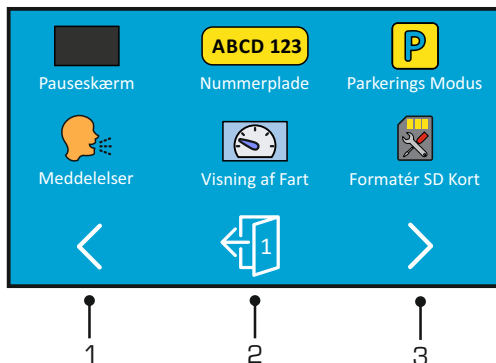 ABCD 123
P
Pauseskærm
Nummerplade
Parkerings Modus
Meddelelser
Visning af Fart
Formatér SD Kort
1
1
2
3